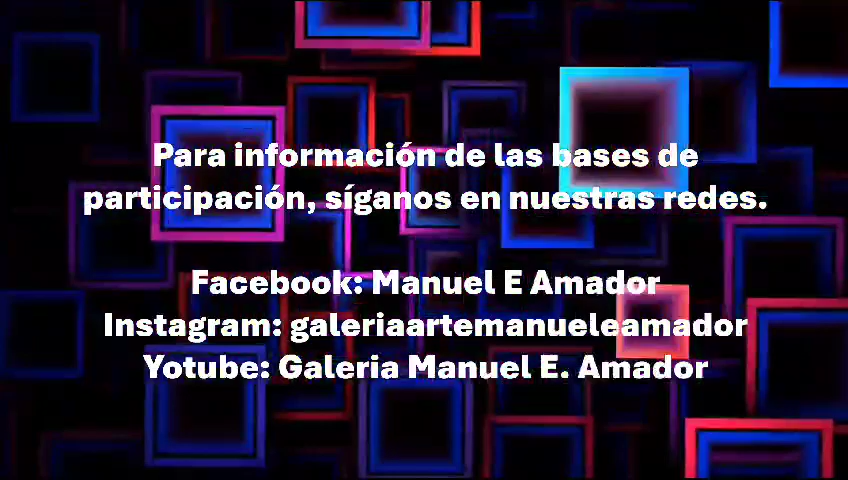 Para información de las bases de
participación, síganos en nuestras redes.
Facebook: Manuel E Amador
Instagram: galeriaartemanueleamador
Yotube: Galeria Manuel E. Amador